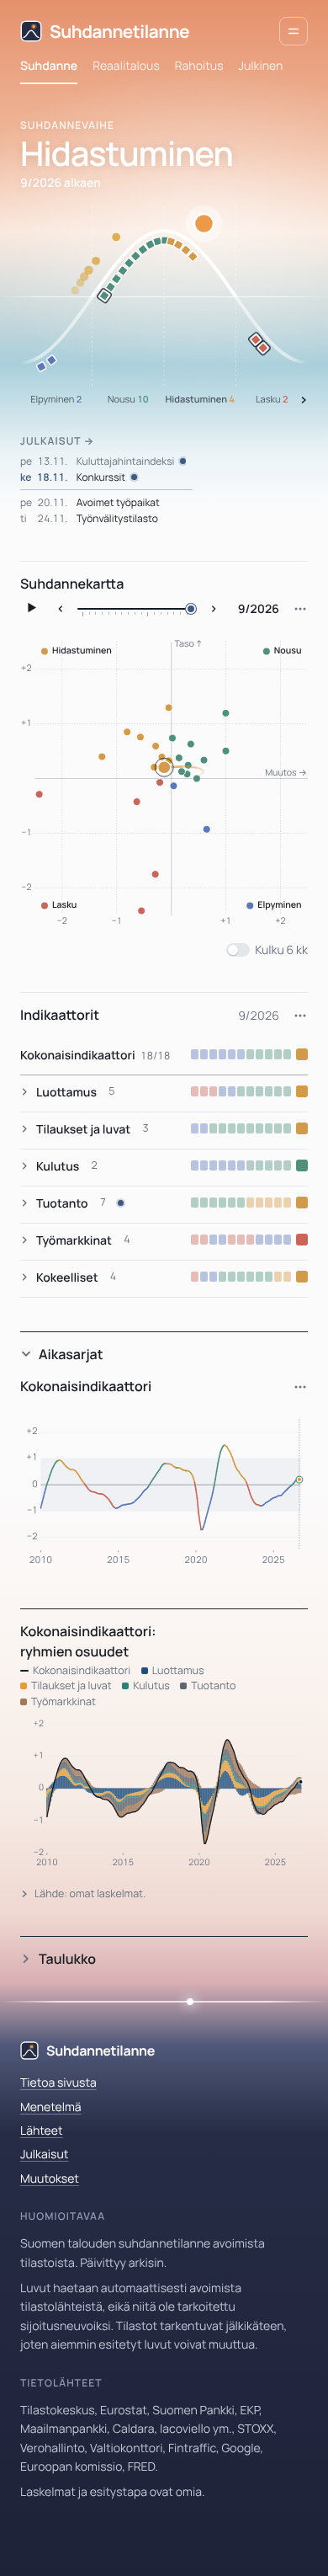 Suhdannetilanne
Suhdanne Reaalitalous Rahoitus Julkinen
SUHDANNEVAIHE
Hidastuminen
9/2026 alkaen
Elpyminen 2 Nousu 10 Hidastuminen 4 Lasku 2
JULKAISUT →
pe 13.11. Kuluttajahintaindeksi
ke 18.11. Konkurssit
pe 20.11. Avoimet työpaikat
ti 24.11. Työnvälitystilasto
Suhdannekartta
9/2026
Taso ↑
Hidastuminen Nousu
+2
+1
Muutos →
−1
−2
Lasku Elpyminen
−2 −1 +1 +2
Kulku 6 kk
Indikaattorit 9/2026
Kokonaisindikaattori 18/18
Luottamus 5
Tilaukset ja luvat 3
Kulutus 2
Tuotanto 7
Työmarkkinat 4
Kokeelliset 4
Aikasarjat
Kokonaisindikaattori
+2
+1
0
−1
−2
2010 2015 2020 2025
Kokonaisindikaattori:
ryhmien osuudet
Kokonaisindikaattori Luottamus
Tilaukset ja luvat Kulutus Tuotanto
Työmarkkinat
+2
+1
0
−1
−2
2010 2015 2020 2025
Lähde: omat laskelmat.
Taulukko
Suhdannetilanne
Tietoa sivusta
Menetelmä
Lähteet
Julkaisut
Muutokset
HUOMIOITAVAA
Suomen talouden suhdannetilanne avoimista
tilastoista. Päivittyy arkisin.
Luvut haetaan automaattisesti avoimista
tilastolähteistä, eikä niitä ole tarkoitettu
sijoitusneuvoiksi. Tilastot tarkentuvat jälkikäteen,
joten aiemmin esitetyt luvut voivat muuttua.
TIETOLÄHTEET
Tilastokeskus, Eurostat, Suomen Pankki, EKP,
Maailmanpankki, Caldara, Iacoviello ym., STOXX,
Verohallinto, Valtiokonttori, Fintraffic, Google,
Euroopan komissio, FRED.
Laskelmat ja esitystapa ovat omia.